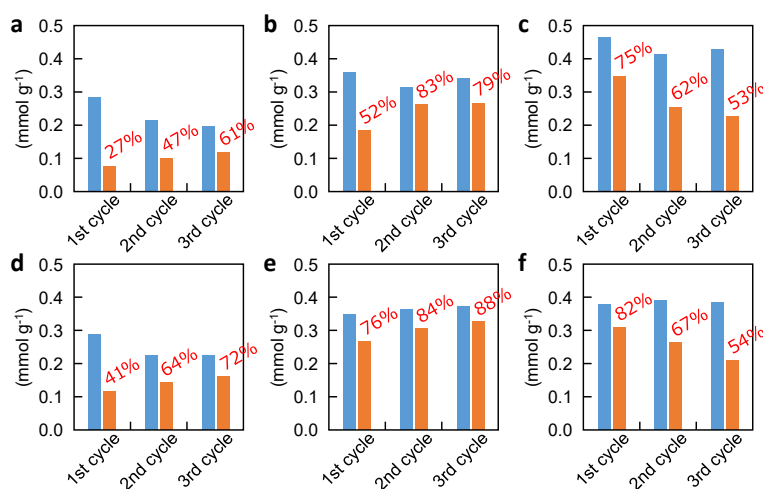 a
(mmol g⁻¹)
0.5
0.4
0.3
0.2
0.1
0.0
27%
47%
61%
1st cycle
2nd cycle
3rd cycle
b
(mmol g⁻¹)
0.5
0.4
0.3
0.2
0.1
0.0
52%
83%
79%
1st cycle
2nd cycle
3rd cycle
c
(mmol g⁻¹)
0.5
0.4
0.3
0.2
0.1
0.0
75%
62%
53%
1st cycle
2nd cycle
3rd cycle
d
(mmol g⁻¹)
0.5
0.4
0.3
0.2
0.1
0.0
41%
64%
72%
1st cycle
2nd cycle
3rd cycle
e
(mmol g⁻¹)
0.5
0.4
0.3
0.2
0.1
0.0
76%
84%
88%
1st cycle
2nd cycle
3rd cycle
f
(mmol g⁻¹)
0.5
0.4
0.3
0.2
0.1
0.0
82%
67%
54%
1st cycle
2nd cycle
3rd cycle